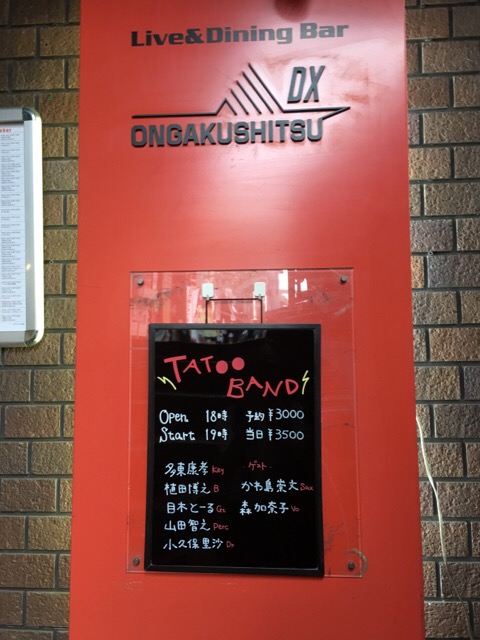 Live&Dining Bar
DX
ONGAKUSHITSU
TATOO
BAND
Open 18時 予約 ¥3000
Start 19時 当日 ¥3500
多東康孝 Key ゲスト
植田博之 B かわ島崇文 Sax
目木とーる Gt 森 加奈子 Vo
山田智之 Perc
小久保里沙 Dr